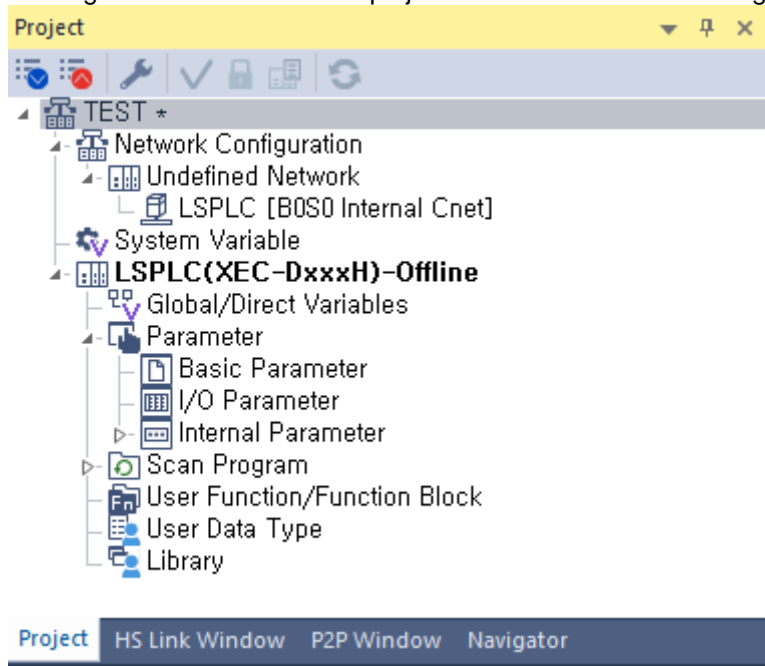 Project
TEST *
Network Configuration
Undefined Network
LSPLC [B0S0 Internal Cnet]
System Variable
LSPLC(XEC-DxxxH)-Offline
Global/Direct Variables
Parameter
Basic Parameter
I/O Parameter
Internal Parameter
Scan Program
User Function/Function Block
User Data Type
Library
Project HS Link Window P2P Window Navigator